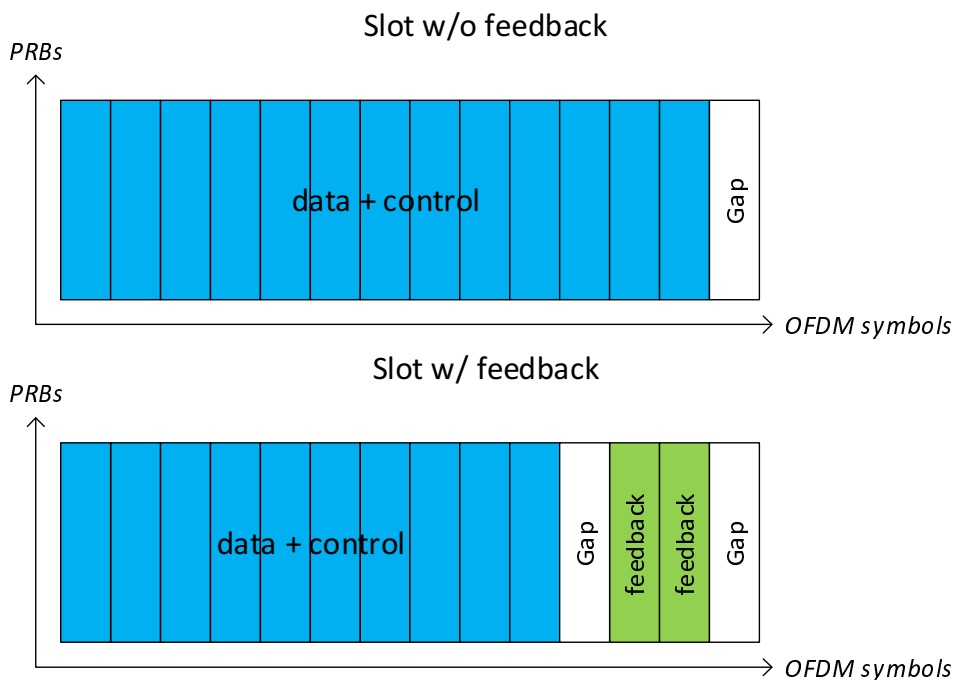 Slot w/o feedback
PRBs
data + control
Gap
OFDM symbols
Slot w/ feedback
PRBs
data + control
Gap
feedback
feedback
Gap
OFDM symbols